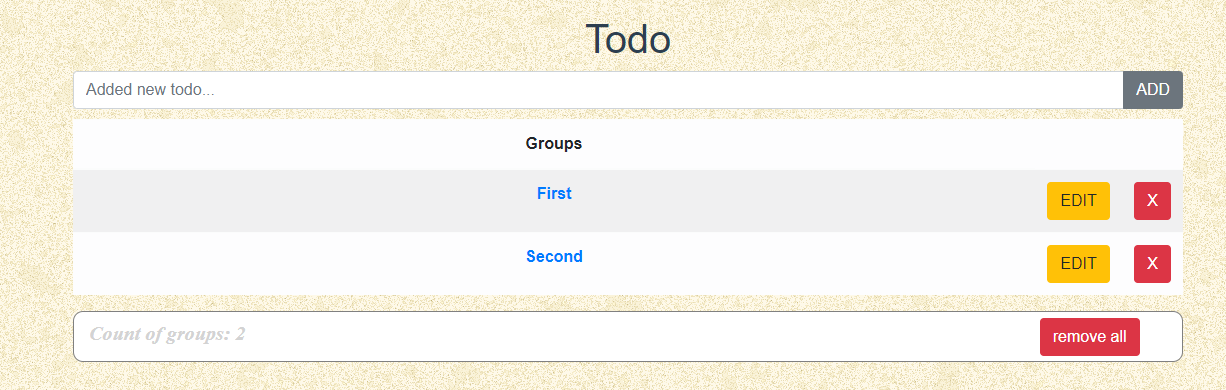 Todo
Added new todo... ADD
Groups
First EDIT X
Second EDIT X
Count of groups: 2 remove all